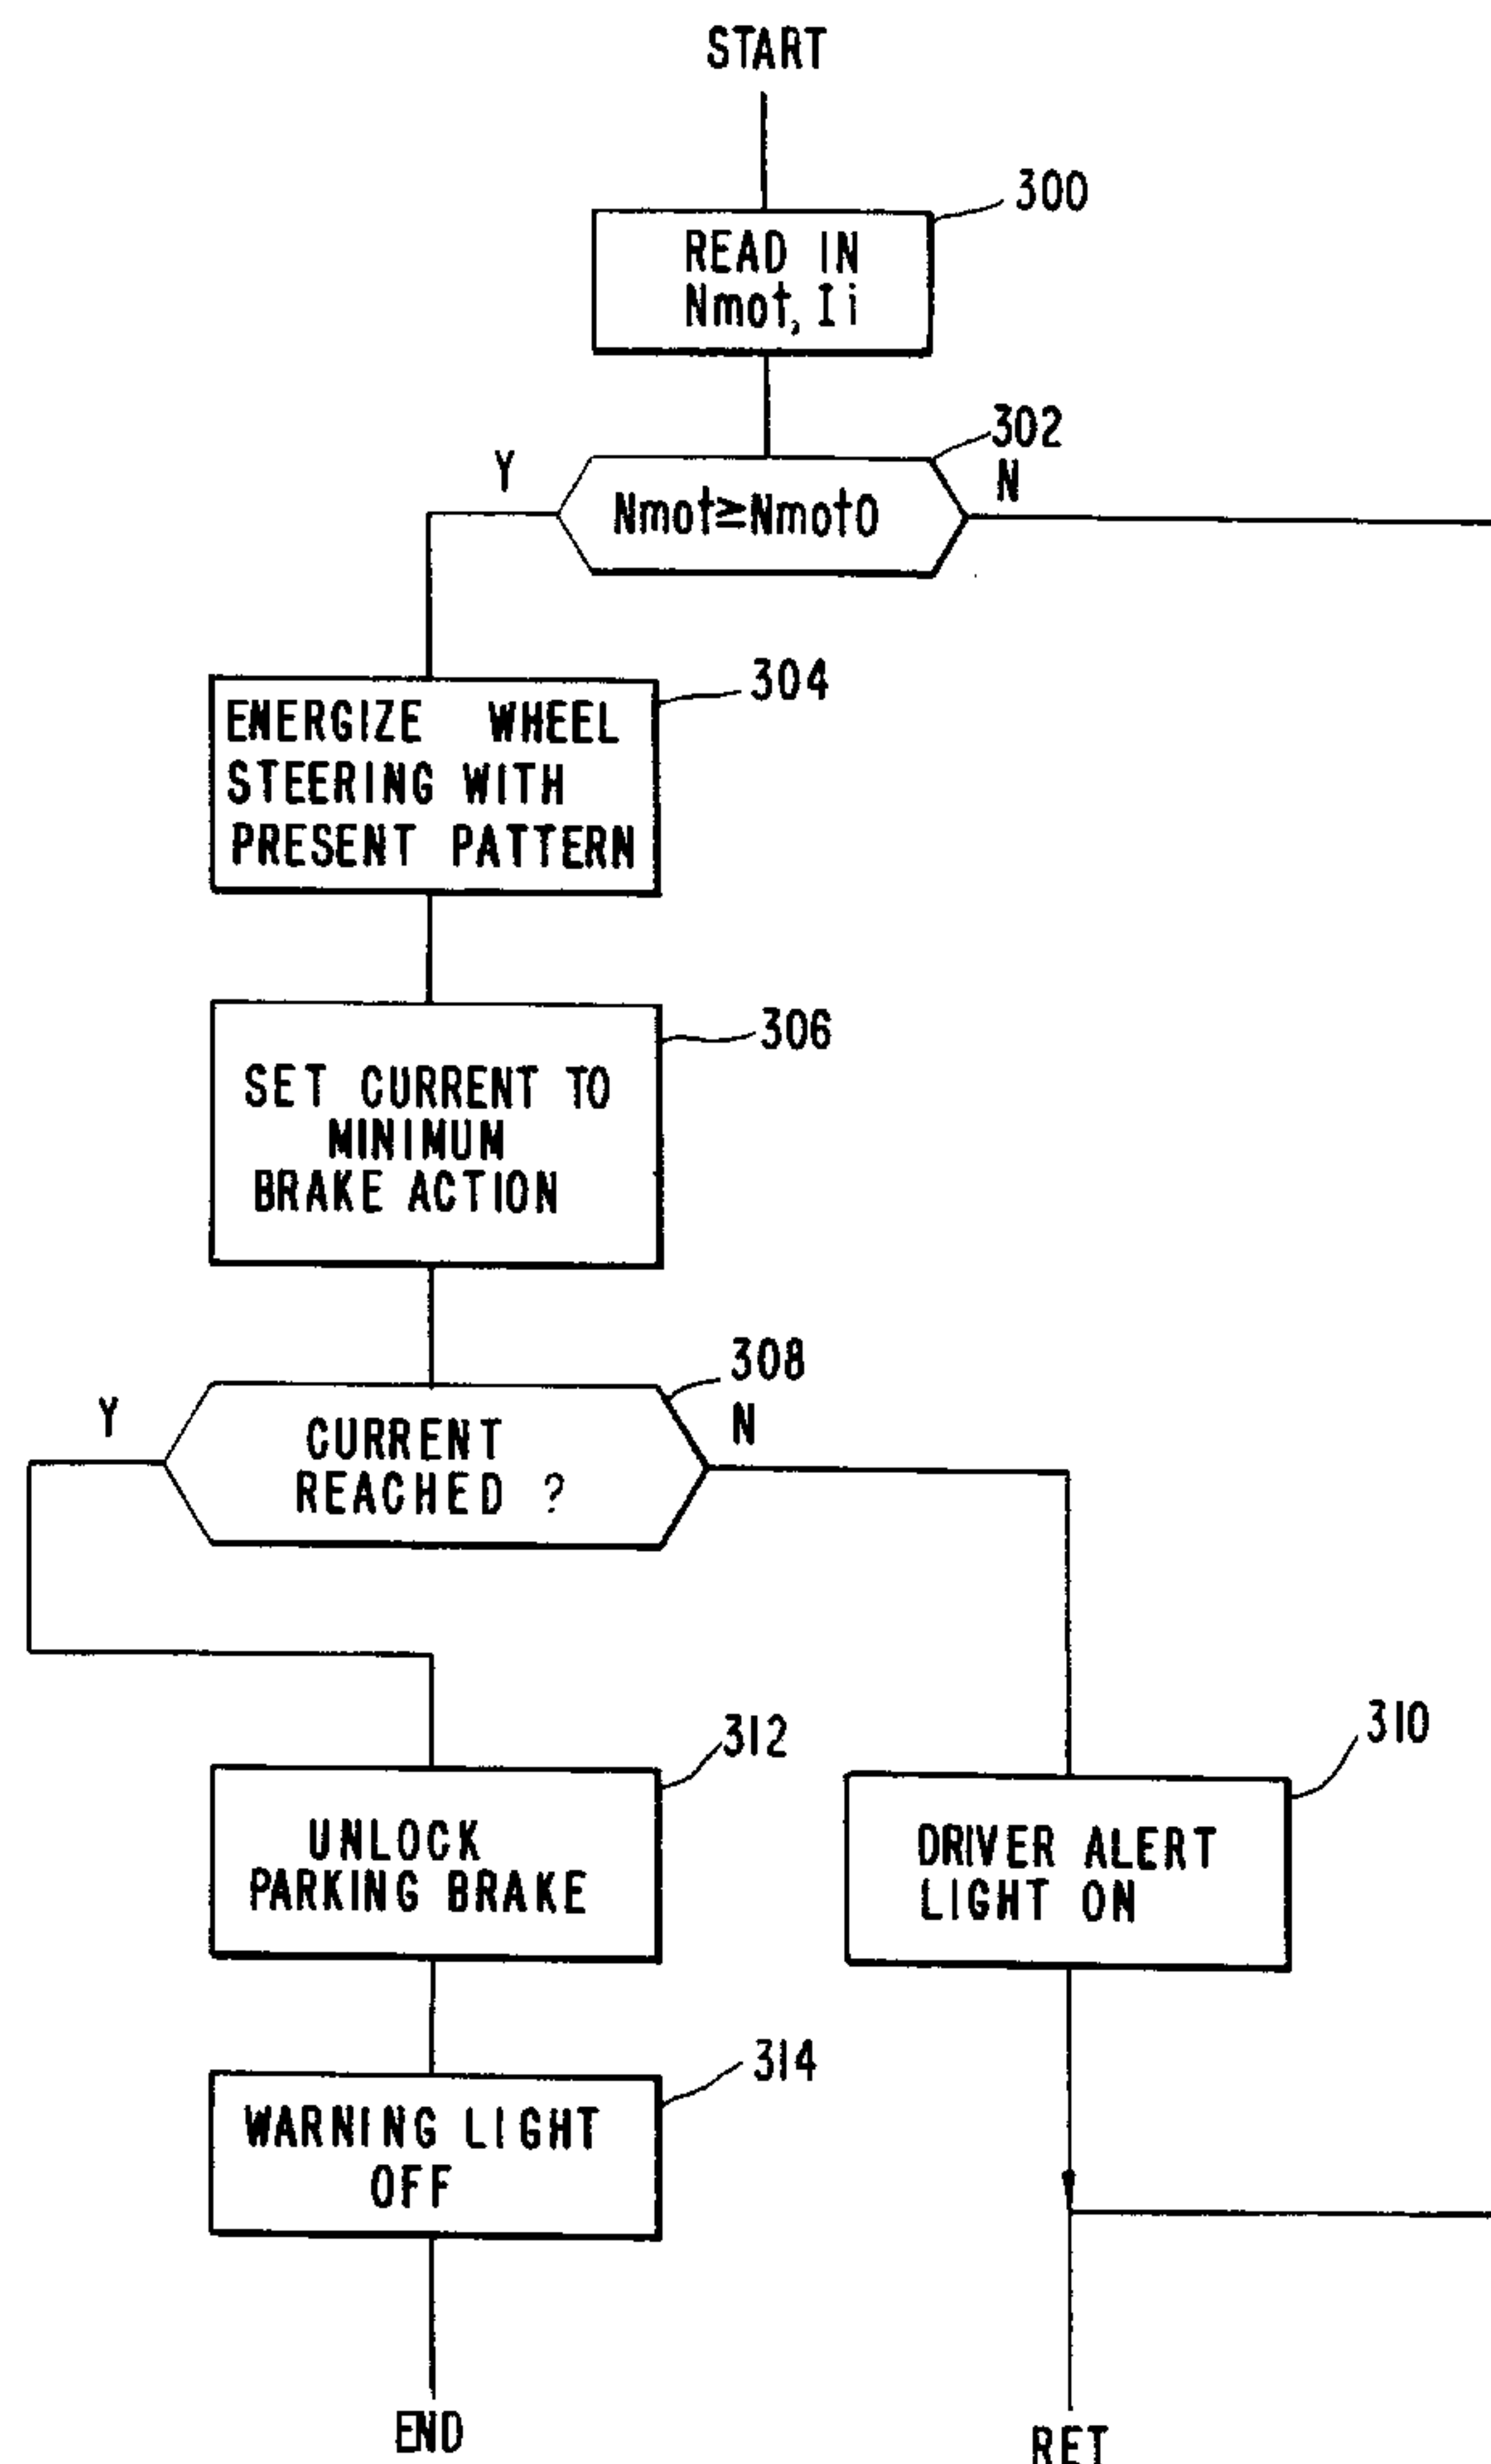 START
300
READ IN
Nmot, Ii
302
Y
N
Nmot≥Nmot0
304
ENERGIZE WHEEL
STEERING WITH
PRESENT PATTERN
306
SET CURRENT TO
MINIMUM
BRAKE ACTION
308
Y
N
CURRENT
REACHED ?
312
310
UNLOCK
PARKING BRAKE
DRIVER ALERT
LIGHT ON
314
WARNING LIGHT
OFF
END
RET